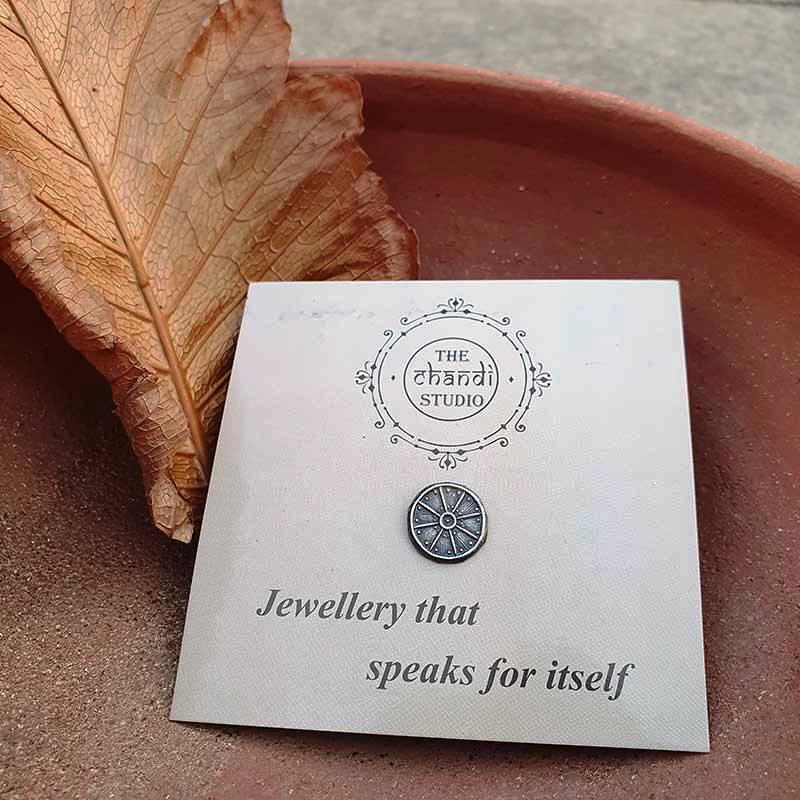 THE
chandi
STUDIO
Jewellery that
speaks for itself